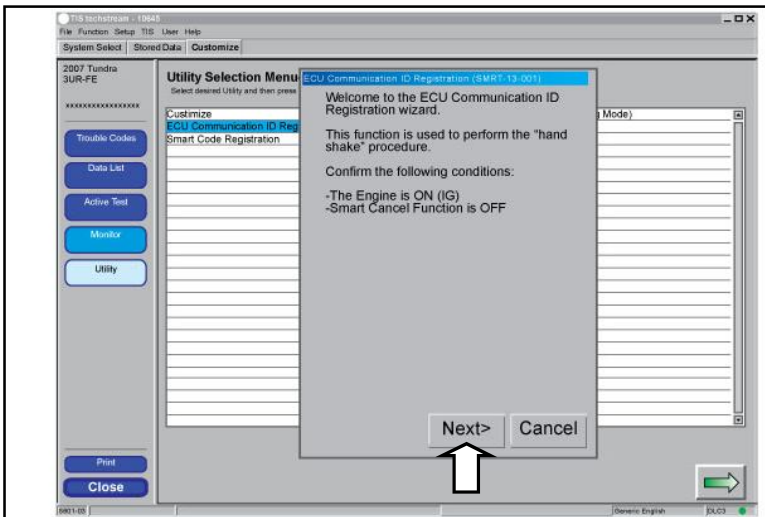 TIS techstream - 10645
File Function Setup TIS User Help
System Select Stored Data Customize
2007 Tundra
3UR-FE
xxxxxxxxxxxxxxxxx
Trouble Codes
Data List
Active Test
Monitor
Utility
Print
Close
Utility Selection Menu
Select desired Utility and then press
Custimize
ECU Communication ID Reg
Smart Code Registration
Mode)
ECU Communication ID Registration (SMRT-13-001)
Welcome to the ECU Communication ID
Registration wizard.
This function is used to perform the "hand
shake" procedure.
Confirm the following conditions:
-The Engine is ON (IG)
-Smart Cancel Function is OFF
Next> Cancel
Generic English DLC3